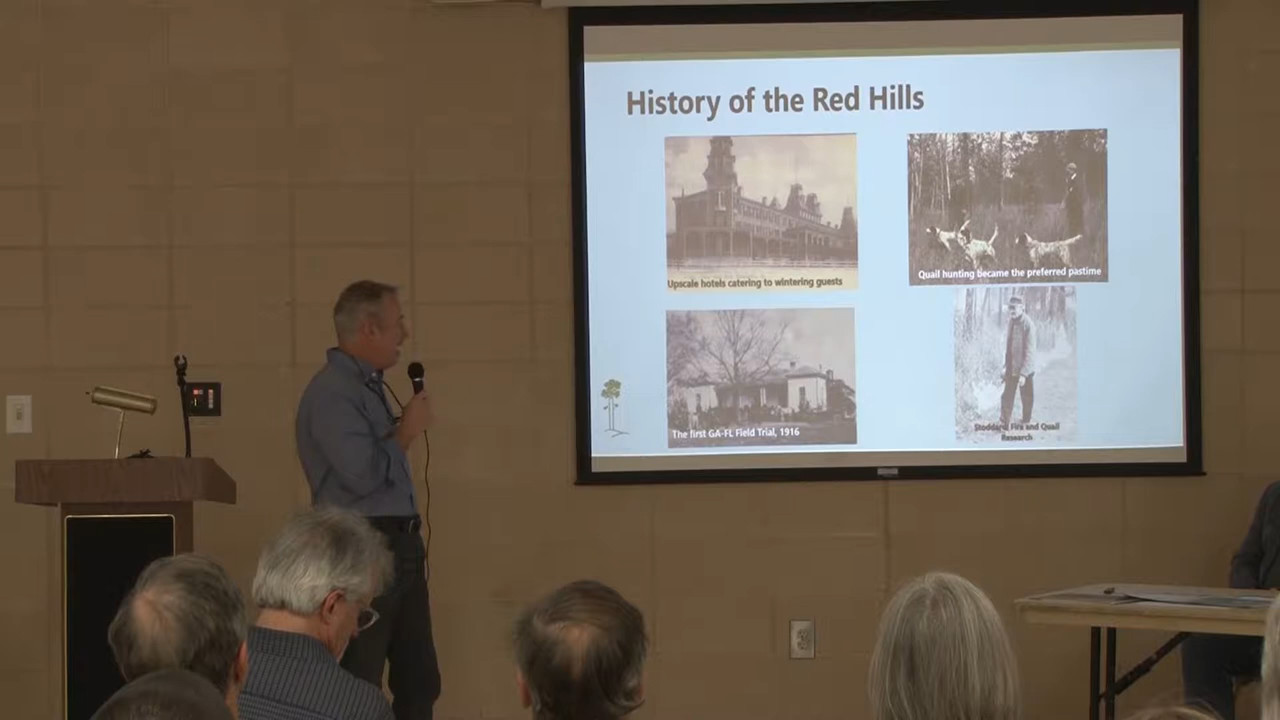 History of the Red Hills
Upscale hotels catering to wintering guests
Quail hunting became the preferred pastime
The first GA-FL Field Trial, 1916
Stoddard Fire and Quail
Research